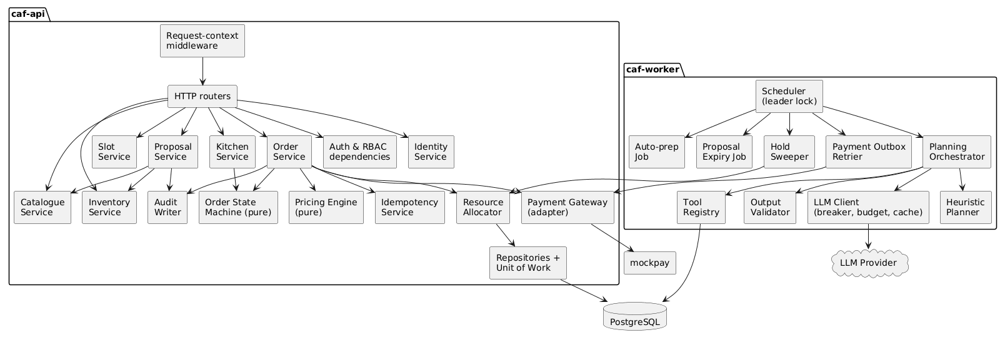 caf-api
Request-context
middleware
HTTP routers
Slot
Service
Proposal
Service
Kitchen
Service
Order
Service
Auth & RBAC
dependencies
Identity
Service
Catalogue
Service
Inventory
Service
Audit
Writer
Order State
Machine (pure)
Pricing Engine
(pure)
Idempotency
Service
Resource
Allocator
Payment Gateway
(adapter)
Repositories +
Unit of Work
caf-worker
Scheduler
(leader lock)
Auto-prep
Job
Proposal
Expiry Job
Hold
Sweeper
Payment Outbox
Retrier
Planning
Orchestrator
Tool
Registry
Output
Validator
LLM Client
(breaker, budget, cache)
Heuristic
Planner
mockpay
LLM Provider
PostgreSQL